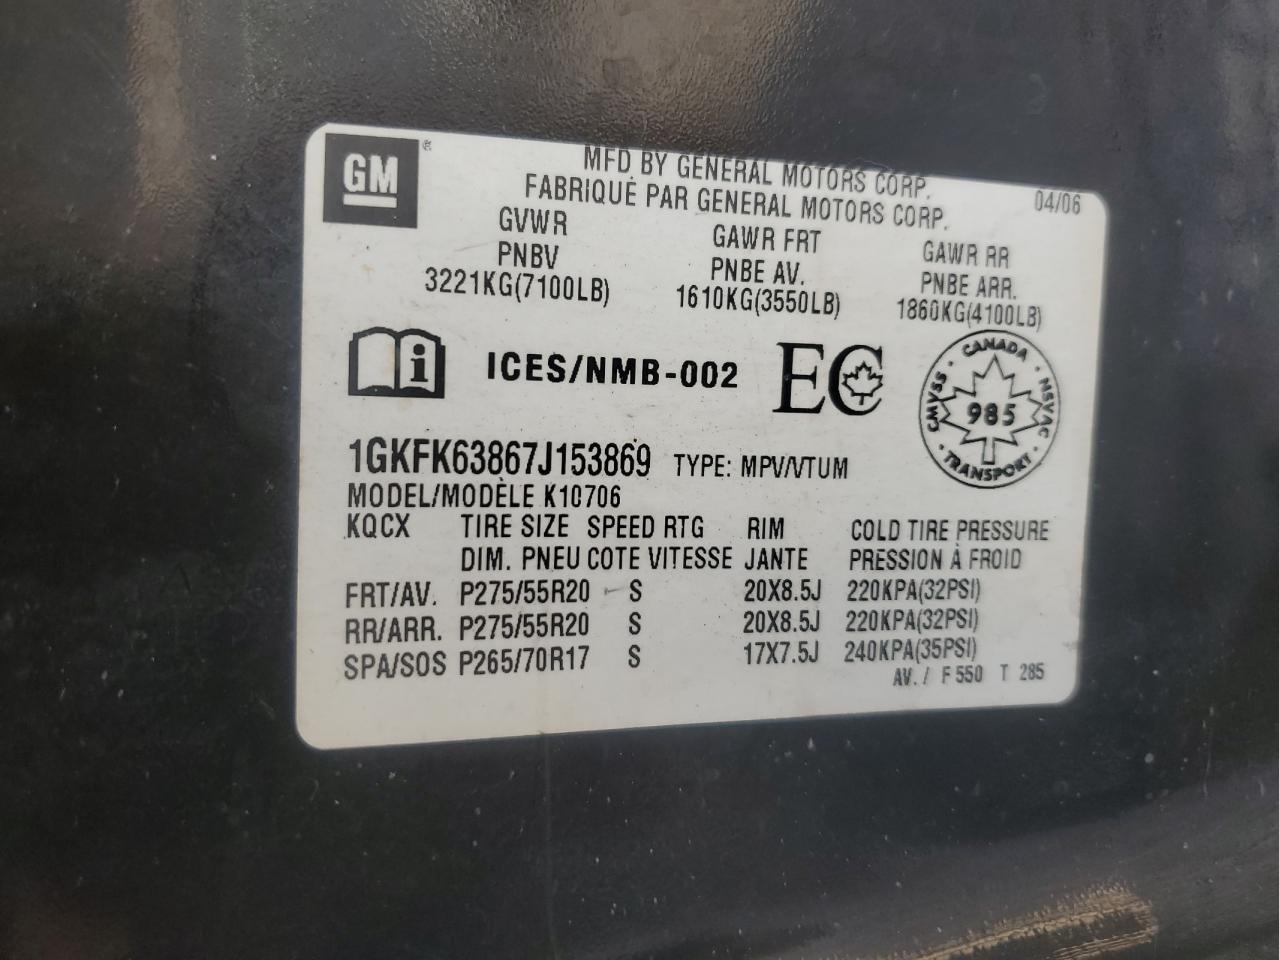 GM ®
MFD BY GENERAL MOTORS CORP.
FABRIQUÉ PAR GENERAL MOTORS CORP.
04/06
GVWR GAWR FRT GAWR RR
PNBV PNBE AV. PNBE ARR.
3221KG(7100LB) 1610KG(3550LB) 1860KG(4100LB)
i ICES/NMB-002 EC
CANADA
CMVSS · 985 · NSVAC
TRANSPORT
1GKFK63867J153869 TYPE: MPV/VTUM
MODEL/MODÈLE K10706
KQCX TIRE SIZE SPEED RTG RIM COLD TIRE PRESSURE
DIM. PNEU COTE VITESSE JANTE PRESSION À FROID
FRT/AV. P275/55R20 S 20X8.5J 220KPA(32PSI)
RR/ARR. P275/55R20 S 20X8.5J 220KPA(32PSI)
SPA/SOS P265/70R17 S 17X7.5J 240KPA(35PSI)
AV. / F 550 T 285